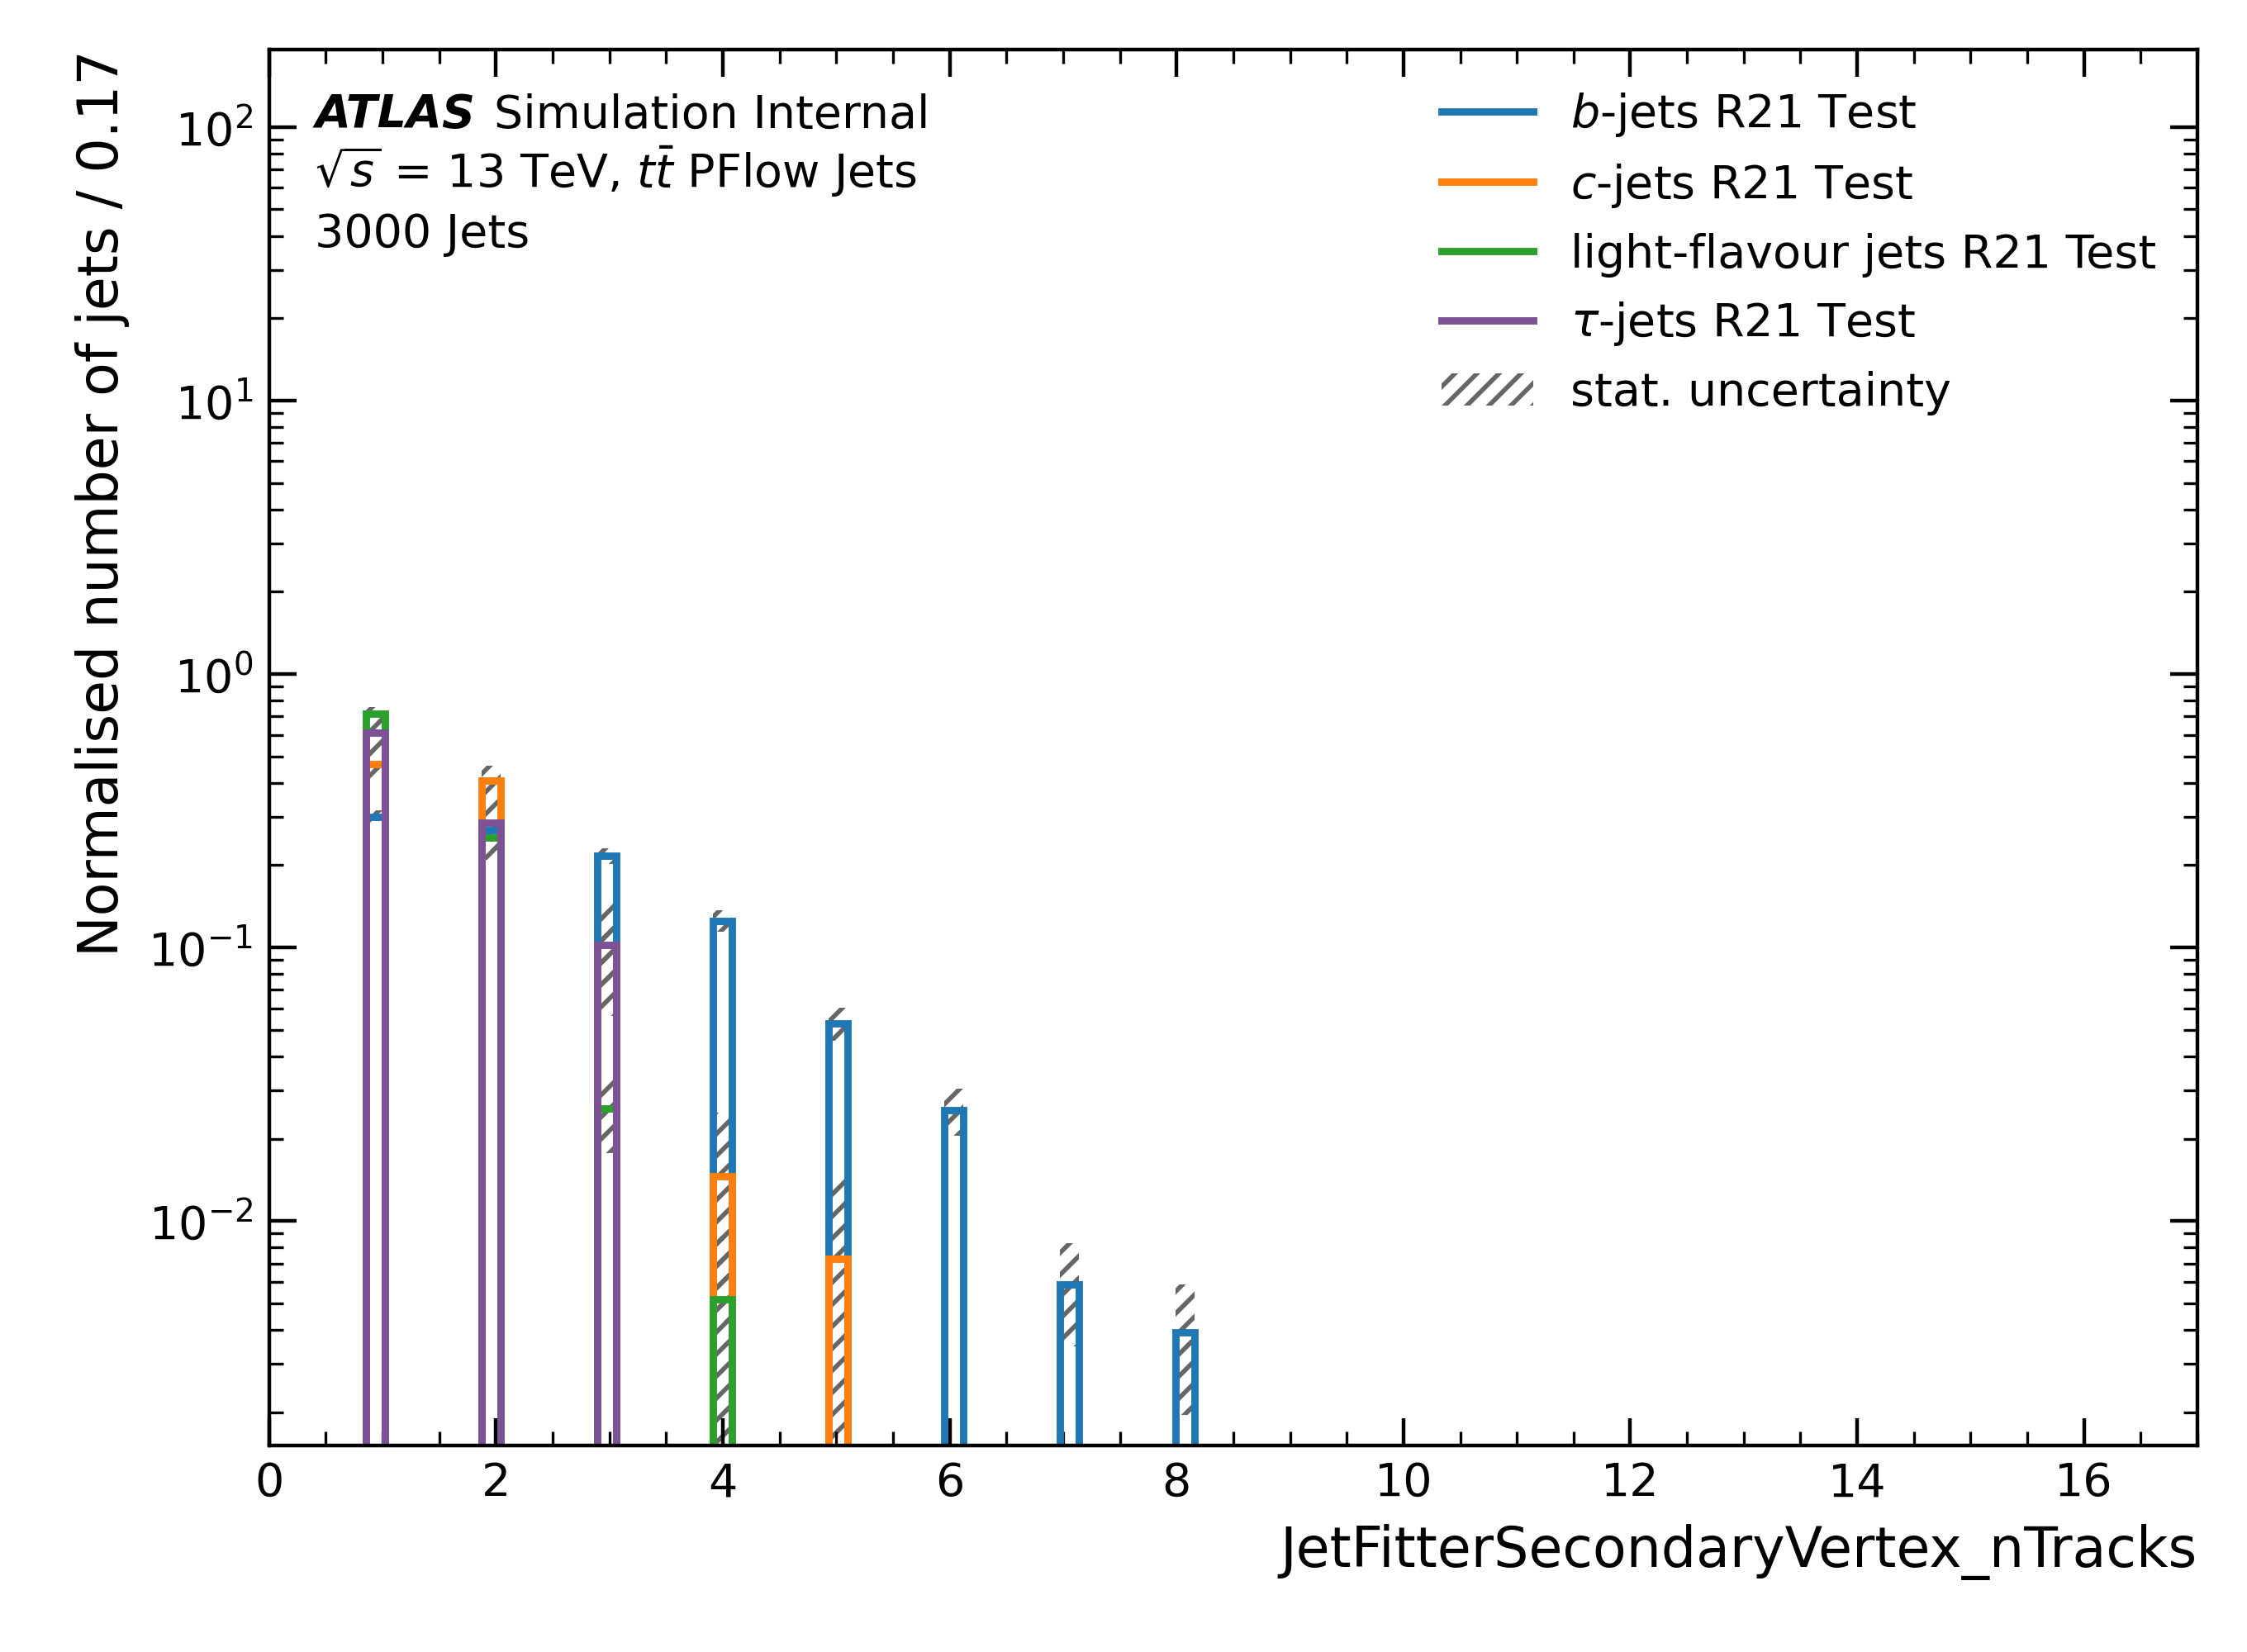 ATLAS Simulation Internal
√s = 13 TeV, tt̄ PFlow Jets
3000 Jets
b-jets R21 Test
c-jets R21 Test
light-flavour jets R21 Test
τ-jets R21 Test
stat. uncertainty
Normalised number of jets / 0.17
10²
10¹
10⁰
10⁻¹
10⁻²
0 2 4 6 8 10 12 14 16
JetFitterSecondaryVertex_nTracks